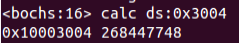 <bochs:16> calc ds:0x3004
0x10003004 268447748